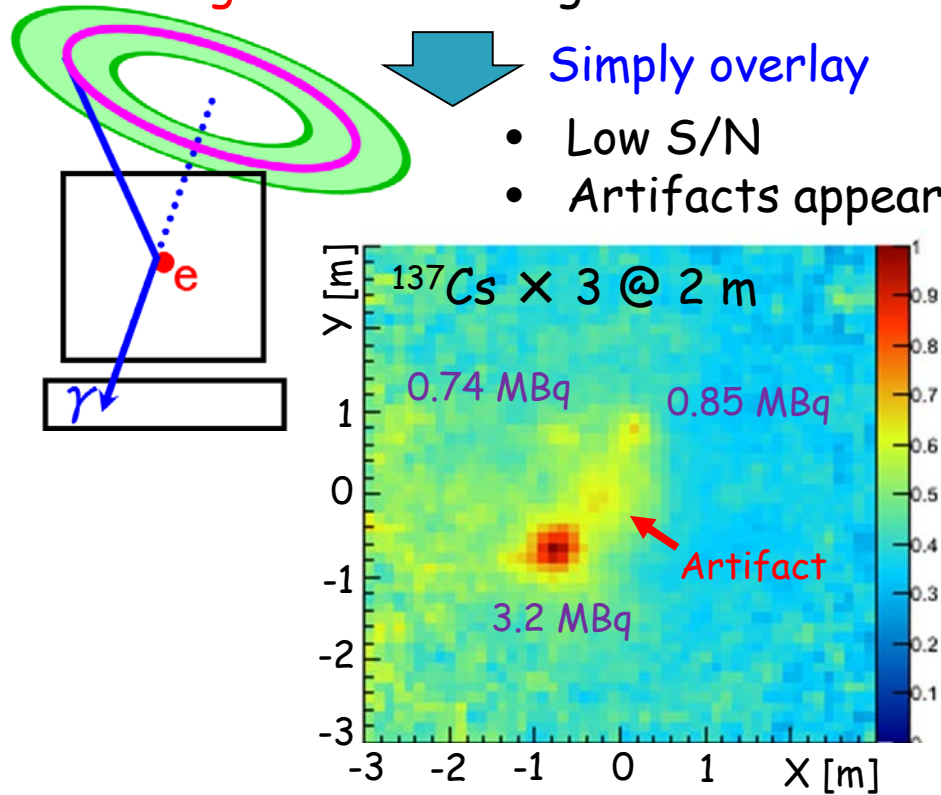 Simply overlay
• Low S/N
• Artifacts appear
e
γ
¹³⁷Cs × 3 @ 2 m
0.74 MBq
0.85 MBq
Artifact
3.2 MBq
y [m]
1
0
-1
-2
-3
-3 -2 -1 0 1 X [m]
1
0.9
0.8
0.7
0.6
0.5
0.4
0.3
0.2
0.1